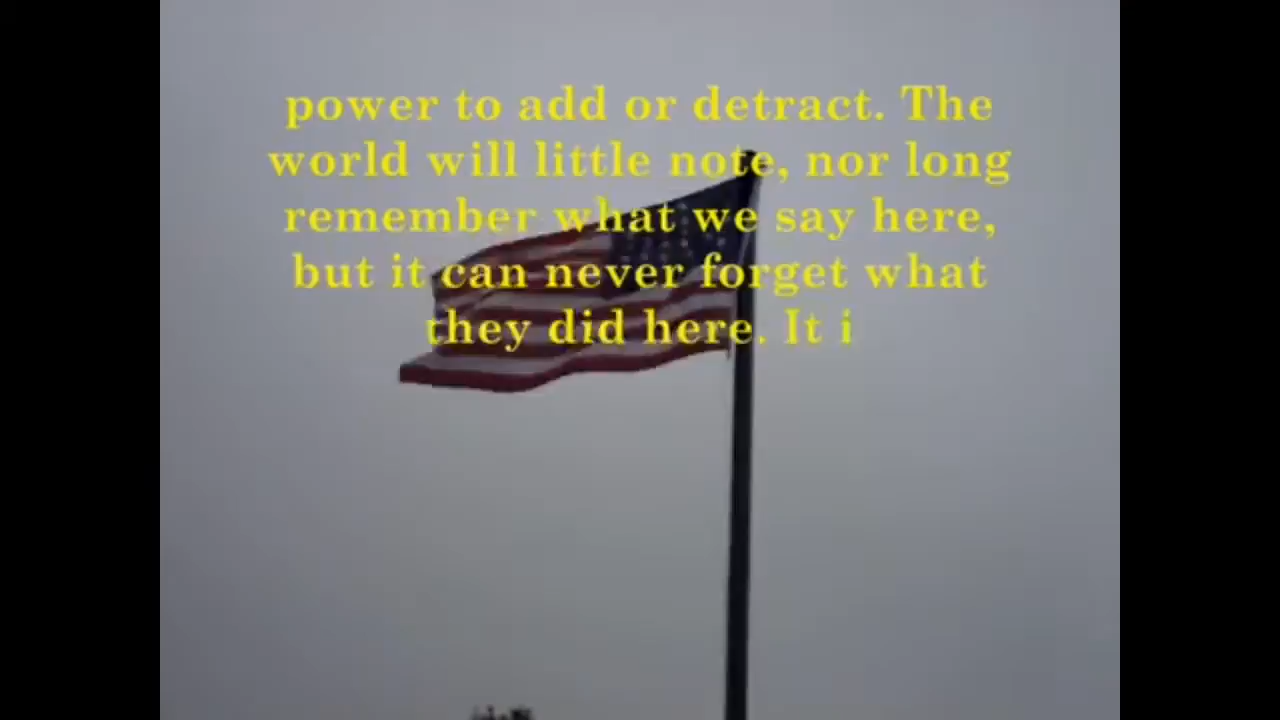 power to add or detract. The
world will little note, nor long
remember what we say here,
but it can never forget what
they did here. It i